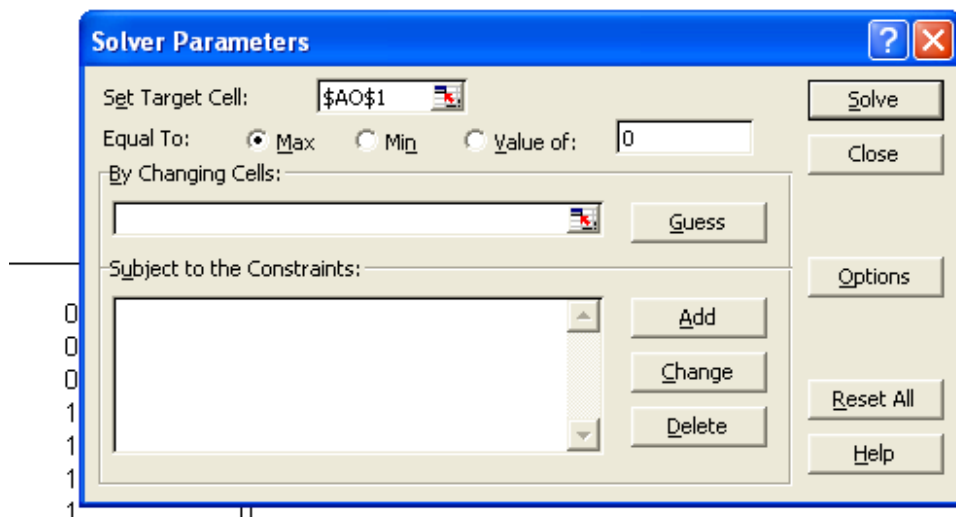 Solver Parameters
?
Set Target Cell: $AO$1
Solve
Equal To: Max Min Value of: 0
Close
By Changing Cells:
Guess
Subject to the Constraints:
Options
Add
Change
Delete
Reset All
Help
0
0
0
1
1
1
1